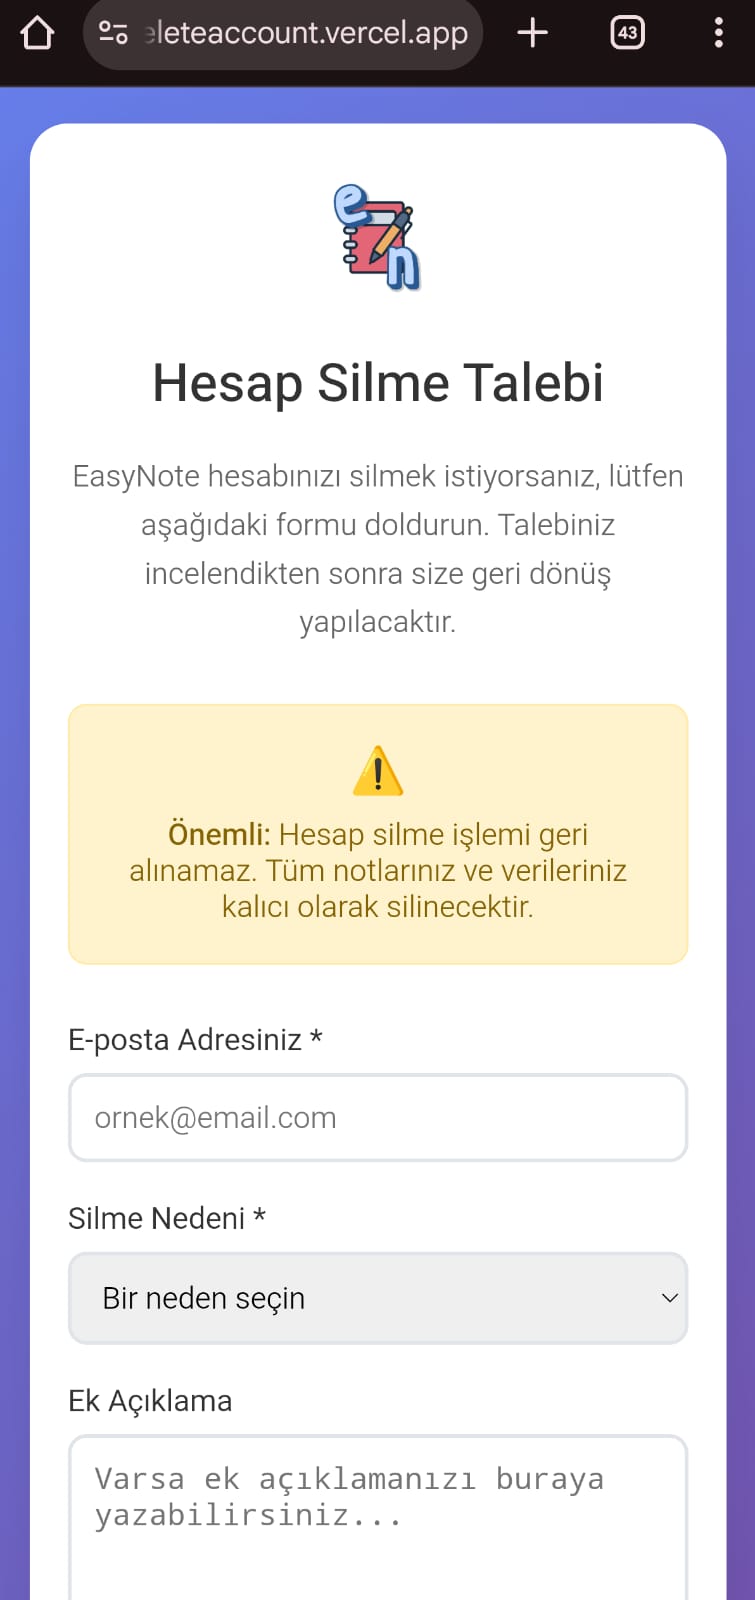 eleteaccount.vercel.app
43
e
n
Hesap Silme Talebi
EasyNote hesabınızı silmek istiyorsanız, lütfen
aşağıdaki formu doldurun. Talebiniz
incelendikten sonra size geri dönüş
yapılacaktır.
Önemli: Hesap silme işlemi geri
alınamaz. Tüm notlarınız ve verileriniz
kalıcı olarak silinecektir.
E-posta Adresiniz *
ornek@email.com
Silme Nedeni *
Bir neden seçin
Ek Açıklama
Varsa ek açıklamanızı buraya
yazabilirsiniz...